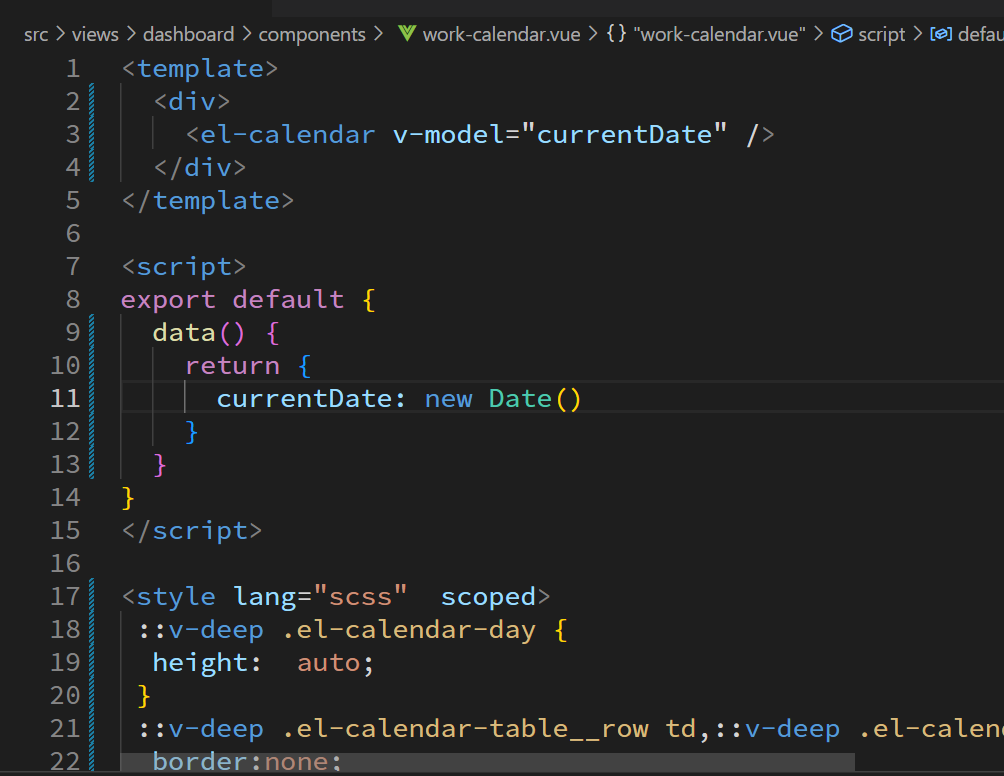 src > views > dashboard > components > work-calendar.vue > {} "work-calendar.vue" > script >
1 <template>
2 <div>
3 <el-calendar v-model="currentDate" />
4 </div>
5 </template>
6
7 <script>
8 export default {
9 data() {
10 return {
11 currentDate: new Date()
12 }
13 }
14 }
15 </script>
16
17 <style lang="scss"  scoped>
18 ::v-deep .el-calendar-day {
19 height:  auto;
20 }
21 ::v-deep .el-calendar-table__row td,::v-deep
22 border:none;